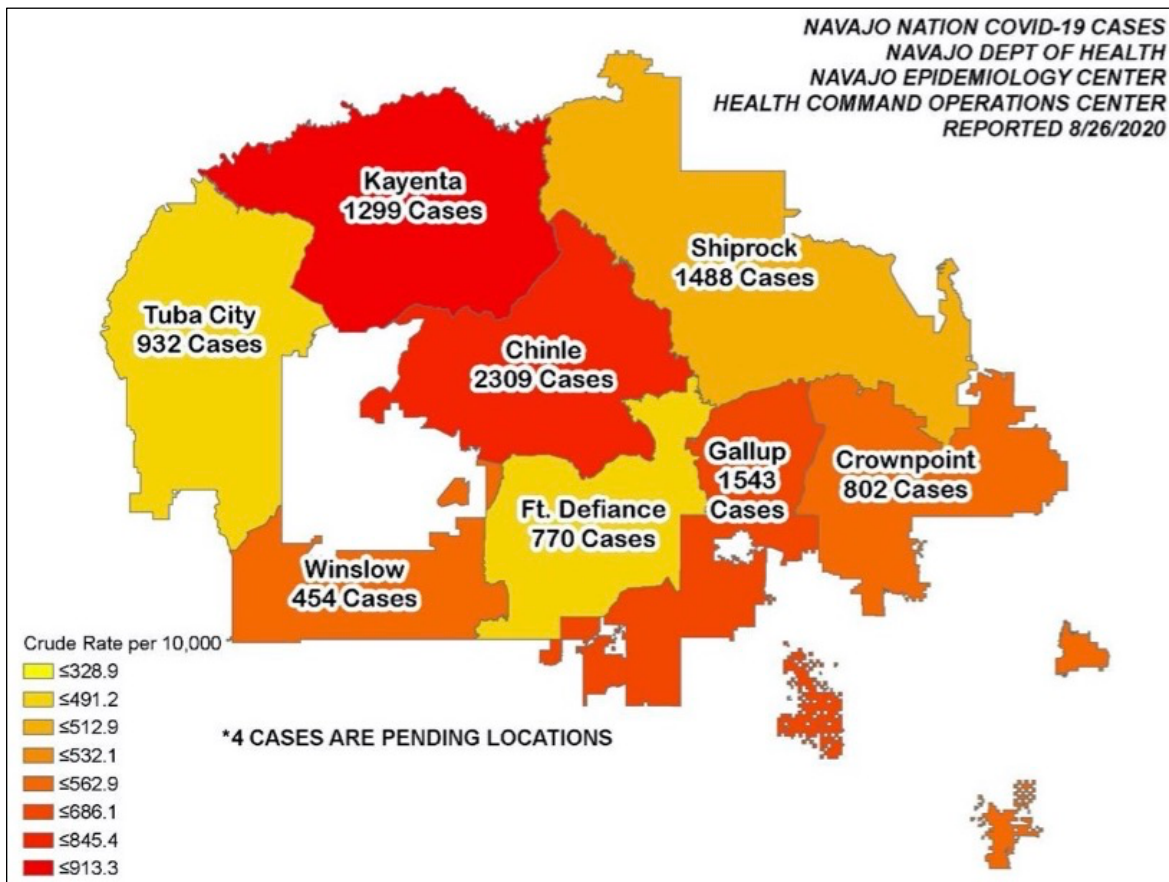 NAVAJO NATION COVID-19 CASES
NAVAJO DEPT OF HEALTH
NAVAJO EPIDEMIOLOGY CENTER
HEALTH COMMAND OPERATIONS CENTER
REPORTED 8/26/2020
Kayenta
1299 Cases
Shiprock
1488 Cases
Tuba City
932 Cases
Chinle
2309 Cases
Gallup
1543
Cases
Crownpoint
802 Cases
Ft. Defiance
770 Cases
Winslow
454 Cases
Crude Rate per 10,000
≤328.9
≤491.2
≤512.9
≤532.1
≤562.9
≤686.1
≤845.4
≤913.3
*4 CASES ARE PENDING LOCATIONS